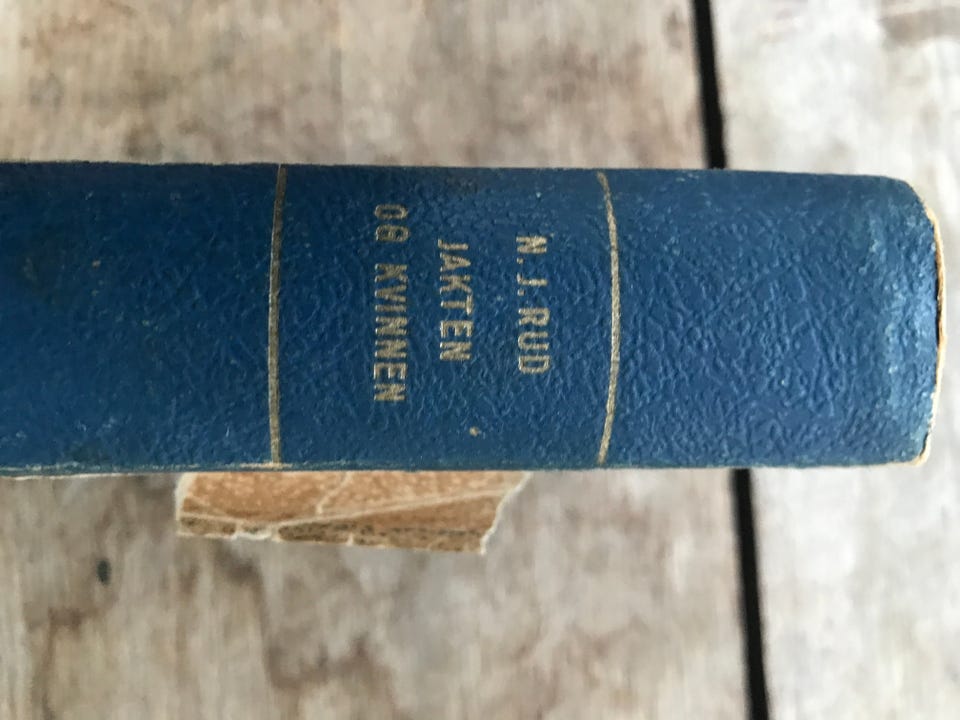 N. J. RUD
JAKTEN
OG KVINNEN